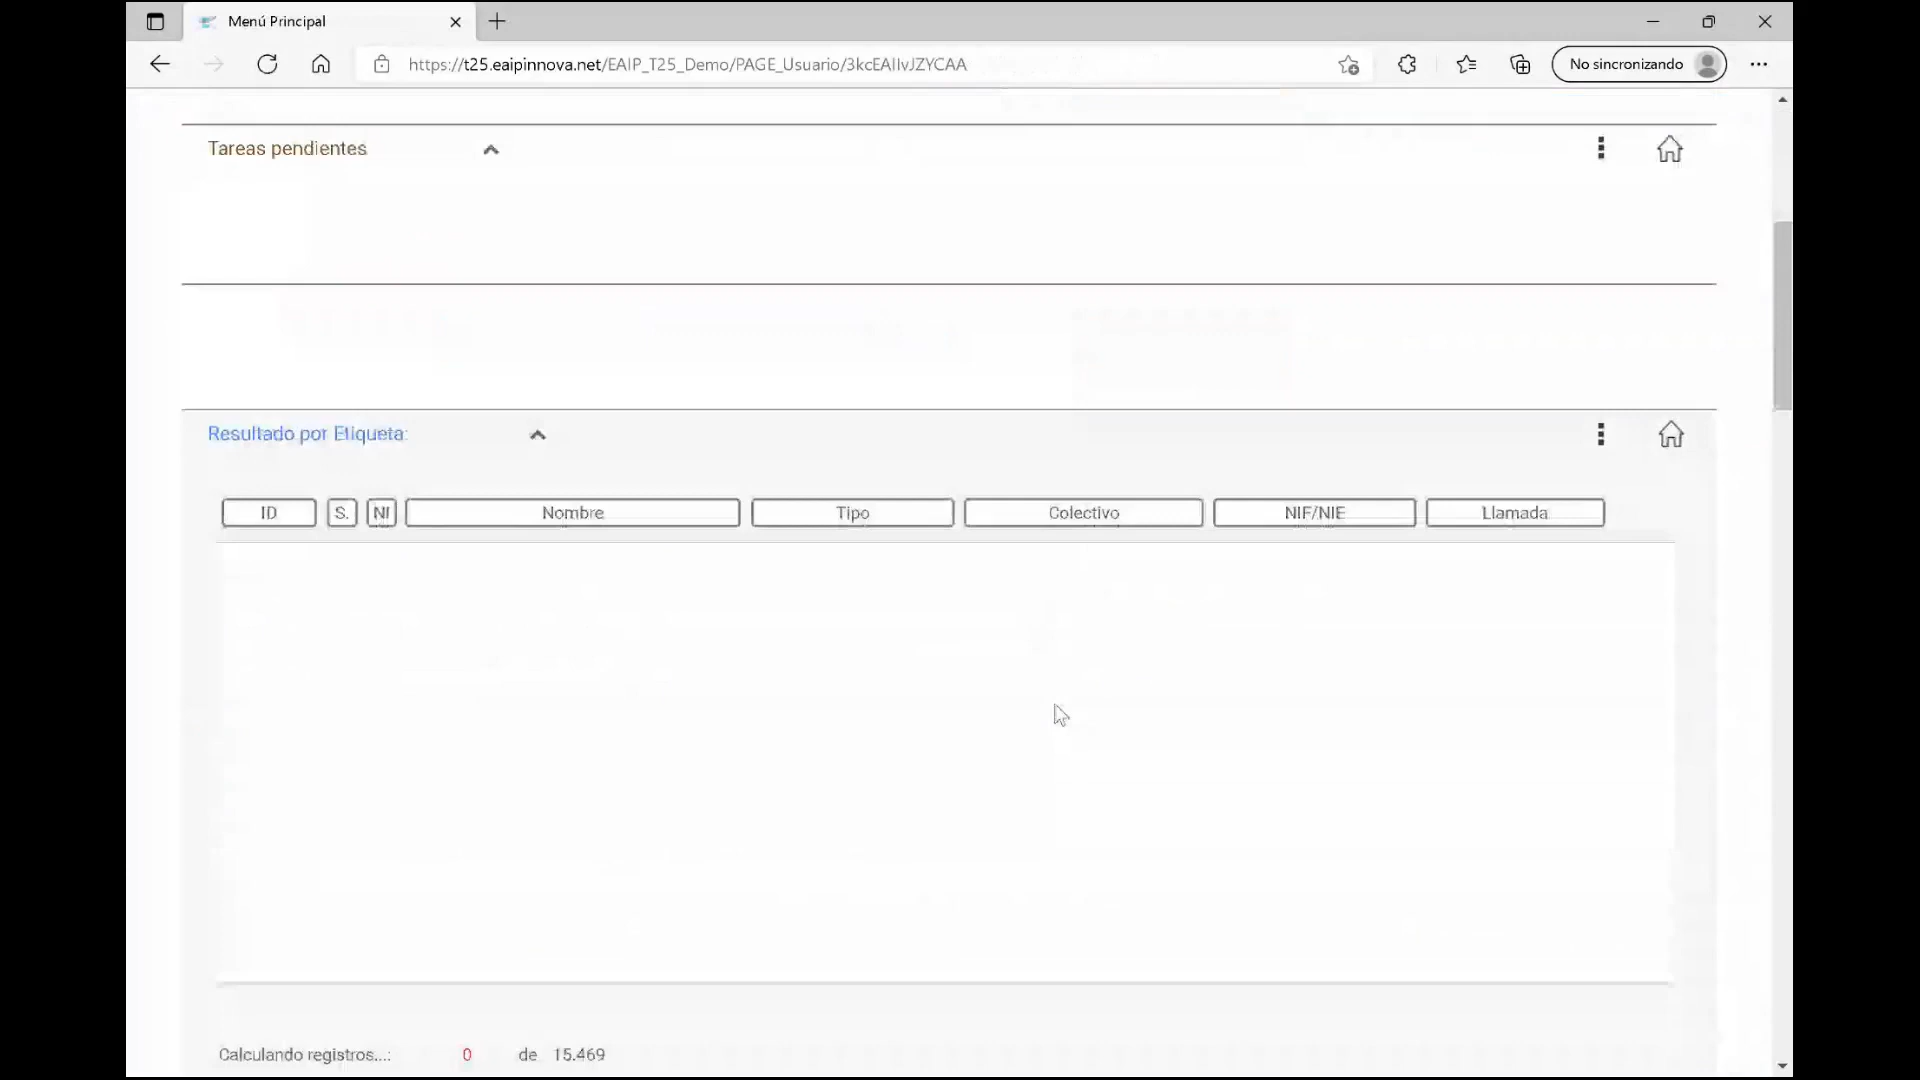 Menú Principal
https://t25.eaipinnova.net/EAIP_T25_Demo/PAGE_Usuario/3kcEAIIvJZYCAA
No sincronizando
Tareas pendientes
Resultado por Etiqueta:
ID S. NI Nombre Tipo Colectivo NIF/NIE Llamada
Calculando registros...: 0 de 15.469